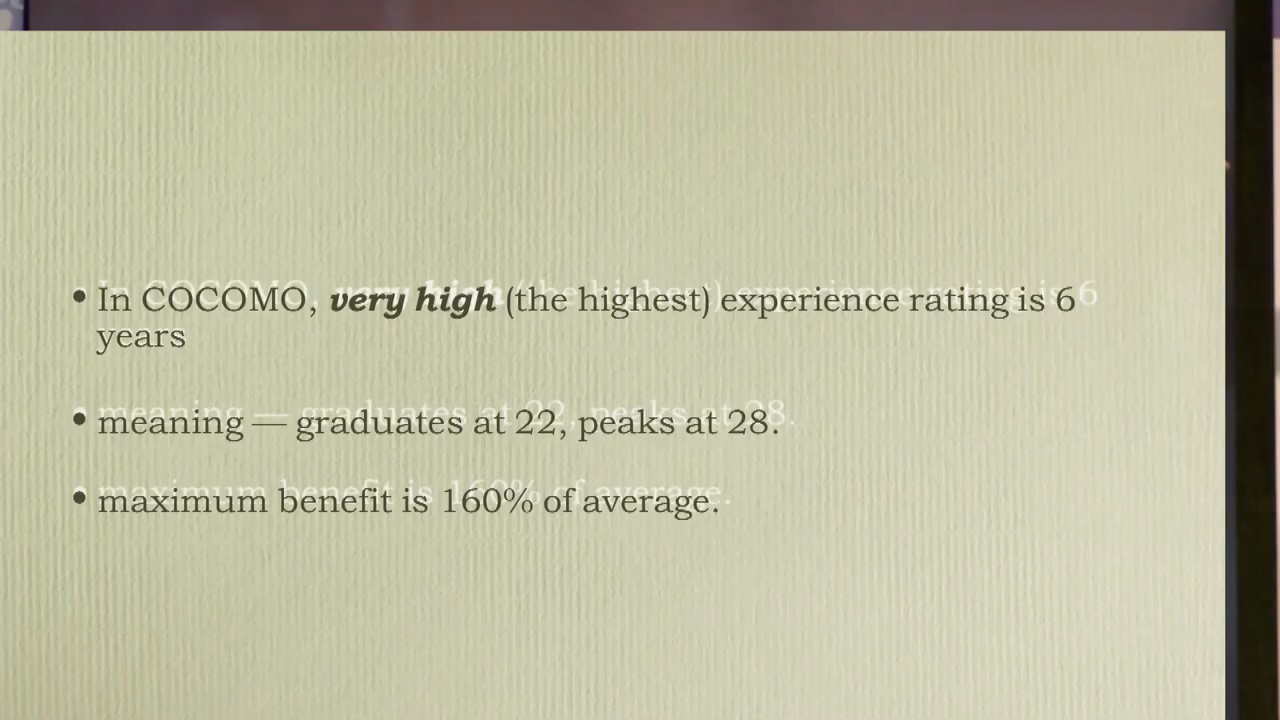 • In COCOMO, very high (the highest) experience rating is 6
years
• meaning — graduates at 22, peaks at 28.
• maximum benefit is 160% of average.